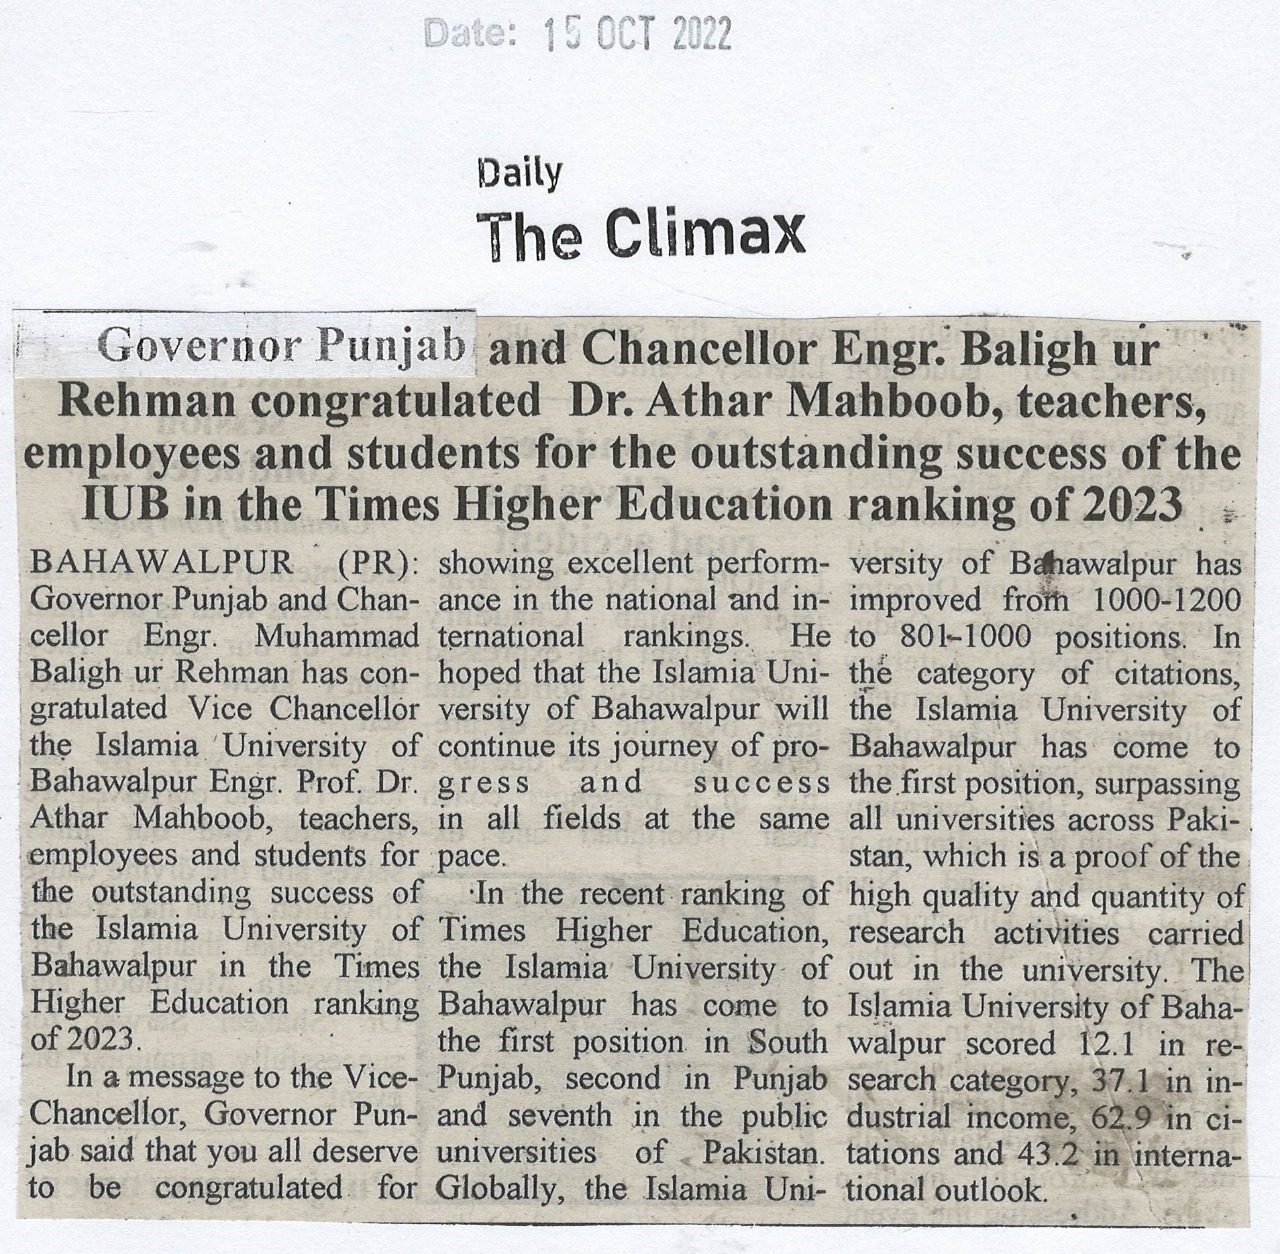 Date: 15 OCT 2022
Daily
The Climax
Governor Punjab and Chancellor Engr. Baligh ur
Rehman congratulated Dr. Athar Mahboob, teachers,
employees and students for the outstanding success of the
IUB in the Times Higher Education ranking of 2023
BAHAWALPUR (PR):
Governor Punjab and Chan-
cellor Engr. Muhammad
Baligh ur Rehman has con-
gratulated Vice Chancellor
the Islamia University of
Bahawalpur Engr. Prof. Dr.
Athar Mahboob, teachers,
employees and students for
the outstanding success of
the Islamia University of
Bahawalpur in the Times
Higher Education ranking
of 2023.
In a message to the Vice-
Chancellor, Governor Pun-
jab said that you all deserve
to be congratulated for
showing excellent perform-
ance in the national and in-
ternational rankings. He
hoped that the Islamia Uni-
versity of Bahawalpur will
continue its journey of pro-
gress and success
in all fields at the same
pace.
In the recent ranking of
Times Higher Education,
the Islamia University of
Bahawalpur has come to
the first position in South
Punjab, second in Punjab
and seventh in the public
universities of Pakistan.
Globally, the Islamia Uni-
versity of Bahawalpur has
improved from 1000-1200
to 801-1000 positions. In
the category of citations,
the Islamia University of
Bahawalpur has come to
the first position, surpassing
all universities across Paki-
stan, which is a proof of the
high quality and quantity of
research activities carried
out in the university. The
Islamia University of Baha-
walpur scored 12.1 in re-
search category, 37.1 in in-
dustrial income, 62.9 in ci-
tations and 43.2 in interna-
tional outlook.